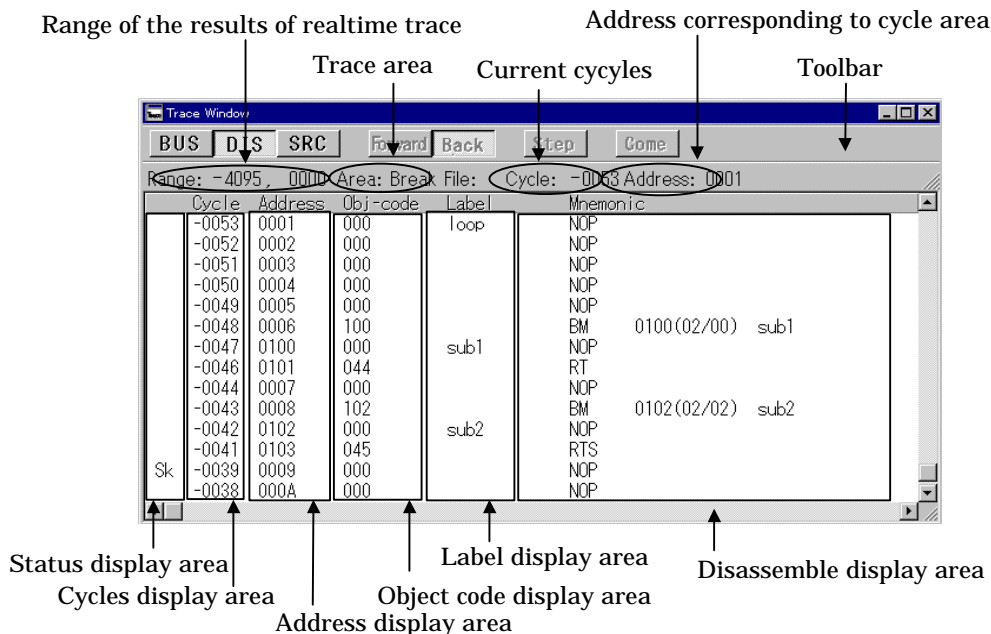 Range of the results of realtime trace
Address corresponding to cycle area
Trace area
Current cycyles
Toolbar
Trace Window
BUS DIS SRC Forward Back Step Come
Range: -4095, 0000 Area: Break File: Cycle: -0053 Address: 0001
Cycle Address Obj-code Label Mnemonic
-0053 0001 000 loop NOP
-0052 0002 000 NOP
-0051 0003 000 NOP
-0050 0004 000 NOP
-0049 0005 000 NOP
-0048 0006 100 BM 0100(02/00) sub1
-0047 0100 000 sub1 NOP
-0046 0101 044 RT
-0044 0007 000 NOP
-0043 0008 102 BM 0102(02/02) sub2
-0042 0102 000 sub2 NOP
-0041 0103 045 RTS
Sk -0039 0009 000 NOP
-0038 000A 000 NOP
Status display area
Label display area
Disassemble display area
Cycles display area
Object code display area
Address display area